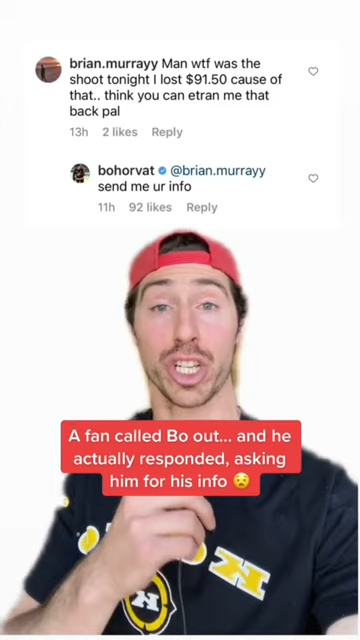 brian.murrayy Man wtf was the
shoot tonight I lost $91.50 cause of
that.. think you can etran me that
back pal
13h 2 likes Reply
bohorvat @brian.murrayy
send me ur info
11h 92 likes Reply
A fan called Bo out... and he
actually responded, asking
him for his info 😧